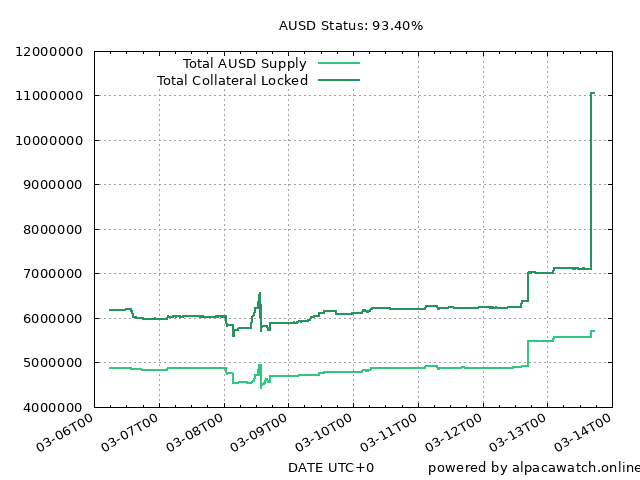 AUSD Status: 93.40%
12000000
11000000
10000000
9000000
8000000
7000000
6000000
5000000
4000000
Total AUSD Supply
Total Collateral Locked
03-06T00
03-07T00
03-08T00
03-09T00
03-10T00
03-11T00
03-12T00
03-13T00
03-14T00
DATE UTC+0
powered by alpacawatch.online